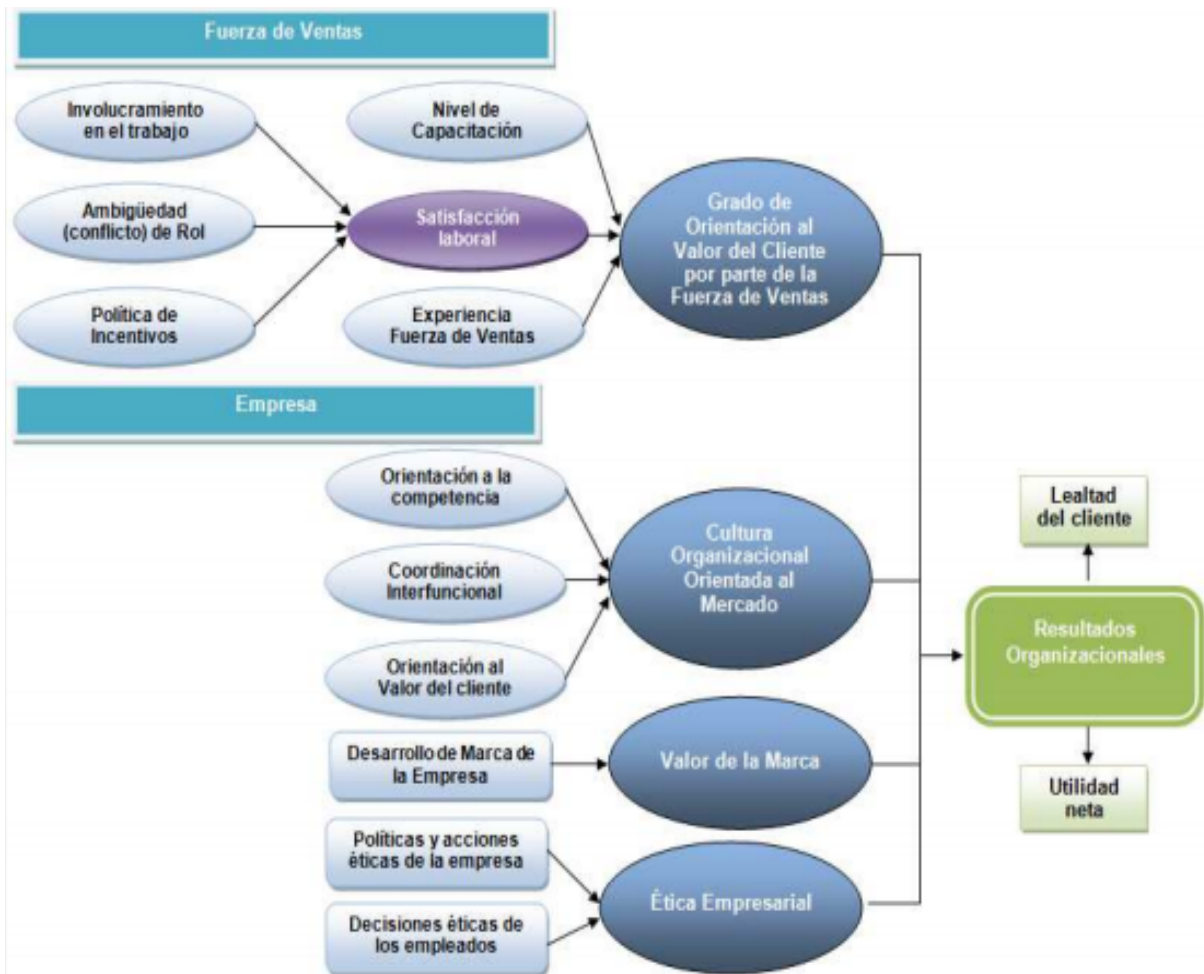 Fuerza de Ventas
Involucramiento
en el trabajo
Nivel de
Capacitación
Ambigüedad
(conflicto) de Rol
Satisfacción
laboral
Grado de
Orientación al
Valor del Cliente
por parte de la
Fuerza de Ventas
Política de
Incentivos
Experiencia
Fuerza de Ventas
Empresa
Orientación a la
competencia
Coordinación
Interfuncional
Orientación al
Valor del cliente
Cultura
Organizacional
Orientada al
Mercado
Lealtad
del cliente
Resultados
Organizacionales
Utilidad
neta
Desarrollo de Marca de
la Empresa
Valor de la Marca
Políticas y acciones
éticas de la empresa
Decisiones éticas de
los empleados
Ética Empresarial